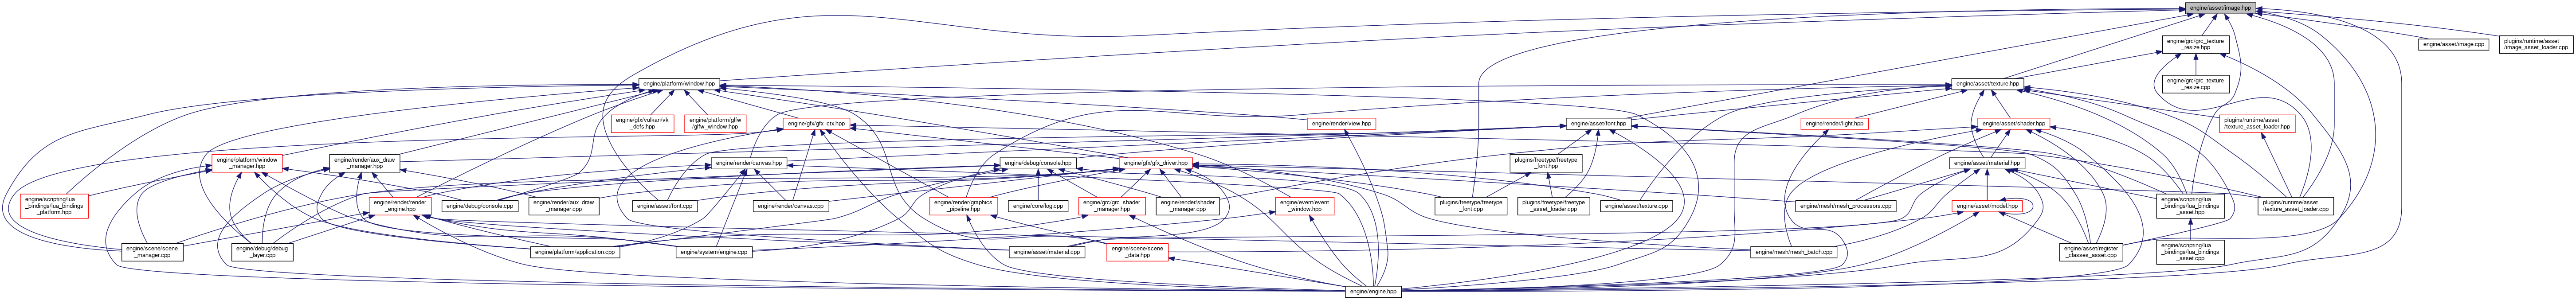 engine/asset/image.hpp
engine/grc/grc_texture
_resize.hpp
engine/asset/image.cpp
plugins/runtime/asset
/image_asset_loader.cpp
engine/platform/window.hpp
engine/asset/texture.hpp
engine/grc/grc_texture
_resize.cpp
engine/gfx/vulkan/vk
_defs.hpp
engine/platform/glfw
/glfw_window.hpp
engine/gfx/gfx_ctx.hpp
engine/render/view.hpp
engine/asset/font.hpp
engine/render/light.hpp
engine/asset/shader.hpp
plugins/runtime/asset
/texture_asset_loader.hpp
engine/platform/window
_manager.hpp
engine/render/aux_draw
_manager.hpp
engine/render/canvas.hpp
engine/debug/console.hpp
engine/gfx/gfx_driver.hpp
plugins/freetype/freetype
_font.hpp
engine/asset/material.hpp
engine/scripting/lua
_bindings/lua_bindings
_platform.hpp
engine/render/render
_engine.hpp
engine/debug/console.cpp
engine/render/aux_draw
_manager.cpp
engine/asset/font.cpp
engine/render/canvas.cpp
engine/render/graphics
_pipeline.hpp
engine/core/log.cpp
engine/grc/grc_shader
_manager.hpp
engine/render/shader
_manager.cpp
engine/event/event
_window.hpp
plugins/freetype/freetype
_font.cpp
plugins/freetype/freetype
_asset_loader.cpp
engine/asset/texture.cpp
engine/mesh/mesh_processors.cpp
engine/asset/model.hpp
engine/scripting/lua
_bindings/lua_bindings
_asset.hpp
plugins/runtime/asset
/texture_asset_loader.cpp
engine/scene/scene
_manager.cpp
engine/debug/debug
_layer.cpp
engine/platform/application.cpp
engine/system/engine.cpp
engine/asset/material.cpp
engine/scene/scene
_data.hpp
engine/mesh/mesh_batch.cpp
engine/asset/register
_classes_asset.cpp
engine/scripting/lua
_bindings/lua_bindings
_asset.cpp
engine/engine.hpp